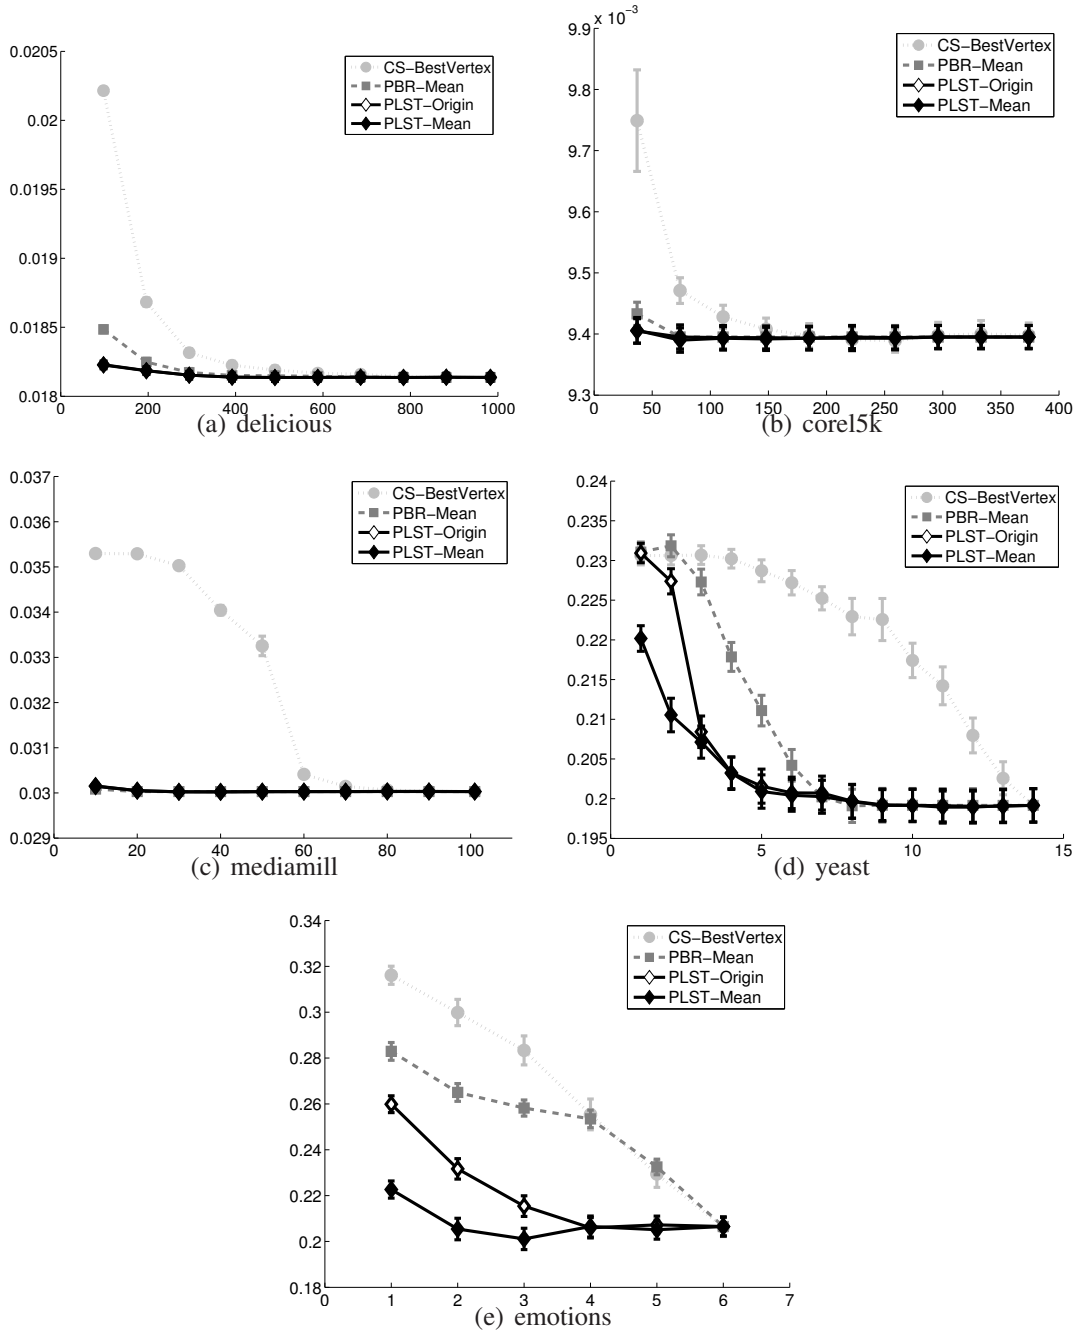 0.0205
0.02
0.0195
0.019
0.0185
0.018
0 200 400 600 800 1000
CS−BestVertex
PBR−Mean
PLST−Origin
PLST−Mean
(a) delicious
x 10^-3
9.9
9.8
9.7
9.6
9.5
9.4
9.3
0 50 100 150 200 250 300 350 400
CS−BestVertex
PBR−Mean
PLST−Origin
PLST−Mean
(b) corel5k
0.037
0.036
0.035
0.034
0.033
0.032
0.031
0.03
0.029
0 20 40 60 80 100
CS−BestVertex
PBR−Mean
PLST−Origin
PLST−Mean
(c) mediamill
0.24
0.235
0.23
0.225
0.22
0.215
0.21
0.205
0.2
0.195
0 5 10 15
CS−BestVertex
PBR−Mean
PLST−Origin
PLST−Mean
(d) yeast
0.34
0.32
0.3
0.28
0.26
0.24
0.22
0.2
0.18
0 1 2 3 4 5 6 7
CS−BestVertex
PBR−Mean
PLST−Origin
PLST−Mean
(e) emotions